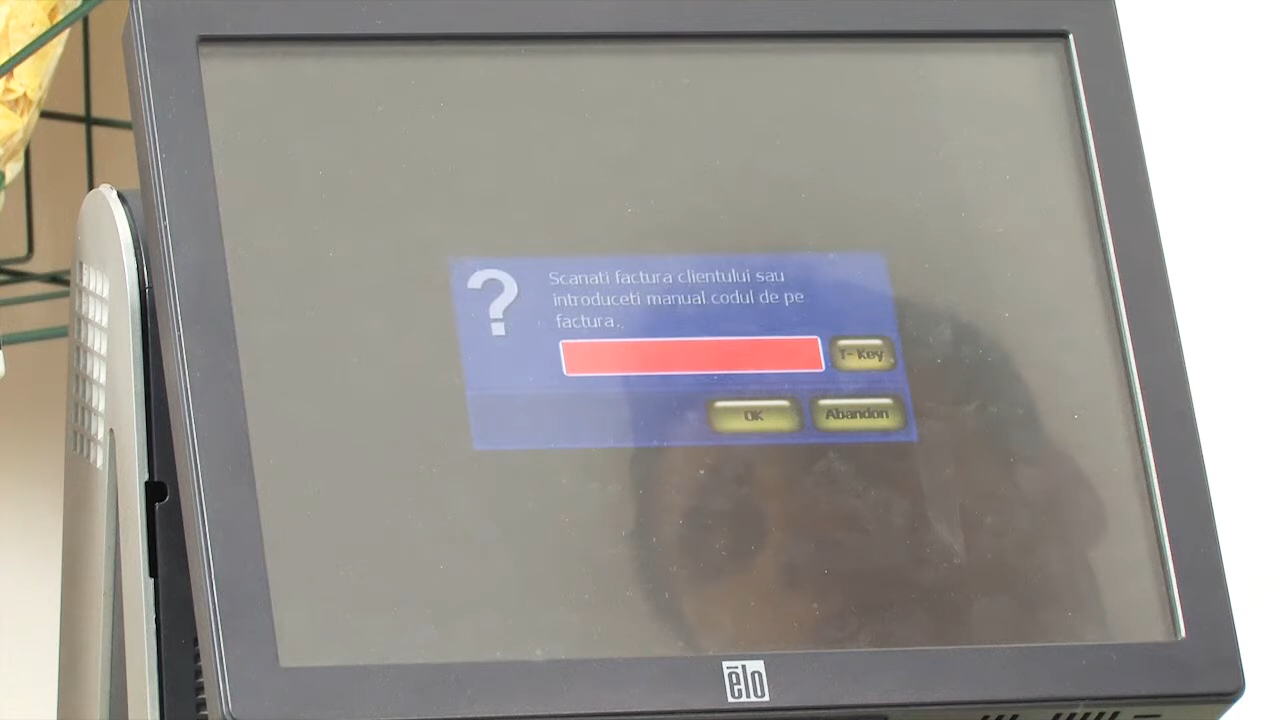 ?
Scanati factura clientului sau
introduceti manual codul de pe
factura.
T-Key
OK
Abandon
ēlo